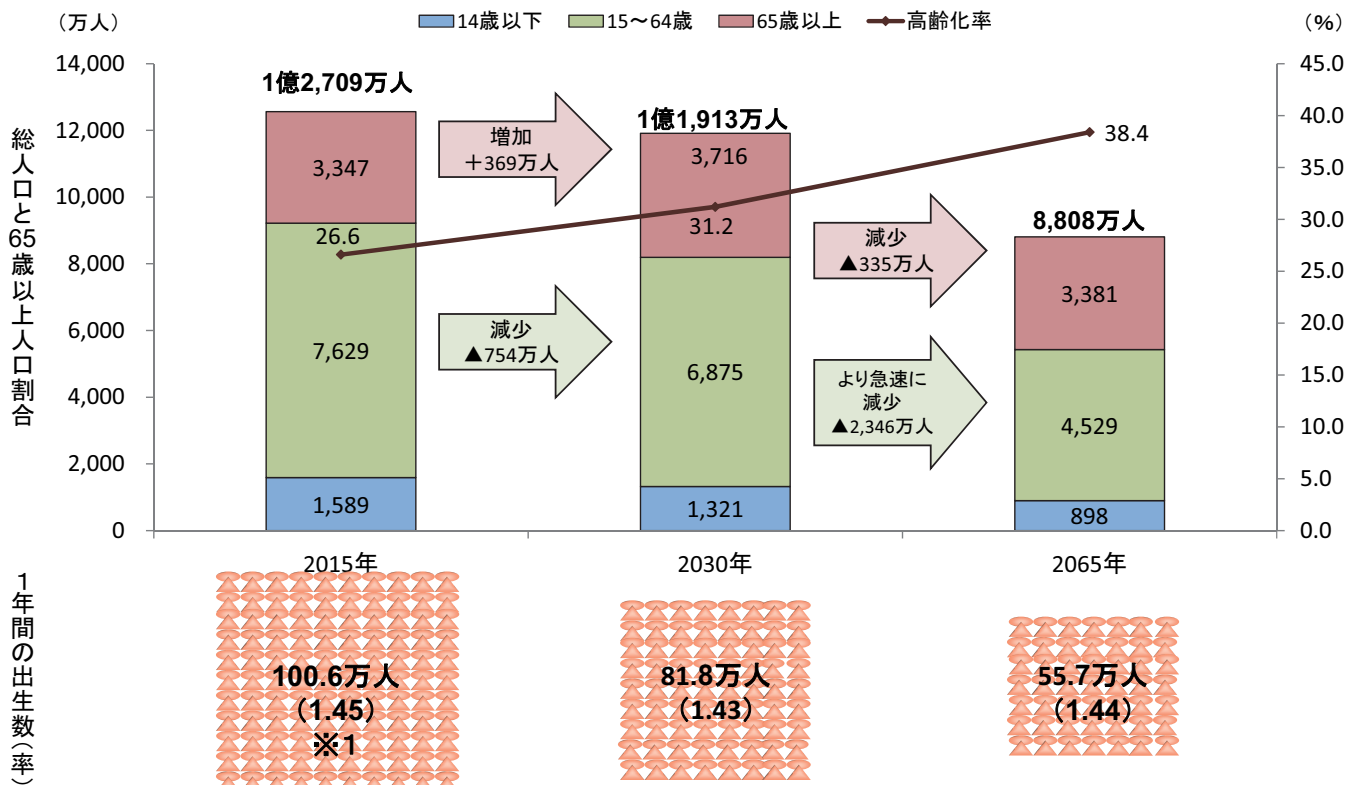 （万人）
14歳以下 15～64歳 65歳以上 高齢化率
（%）
総人口と65歳以上人口割合
14,000
12,000
10,000
8,000
6,000
4,000
2,000
0
45.0
40.0
35.0
30.0
25.0
20.0
15.0
10.0
5.0
0.0
1億2,709万人
3,347
26.6
7,629
1,589
増加
＋369万人
減少
▲754万人
1億1,913万人
3,716
31.2
6,875
1,321
減少
▲335万人
より急速に
減少
▲2,346万人
8,808万人
38.4
3,381
4,529
898
2015年 2030年 2065年
1年間の出生数（率）
100.6万人
（1.45）
※1
81.8万人
（1.43）
55.7万人
（1.44）